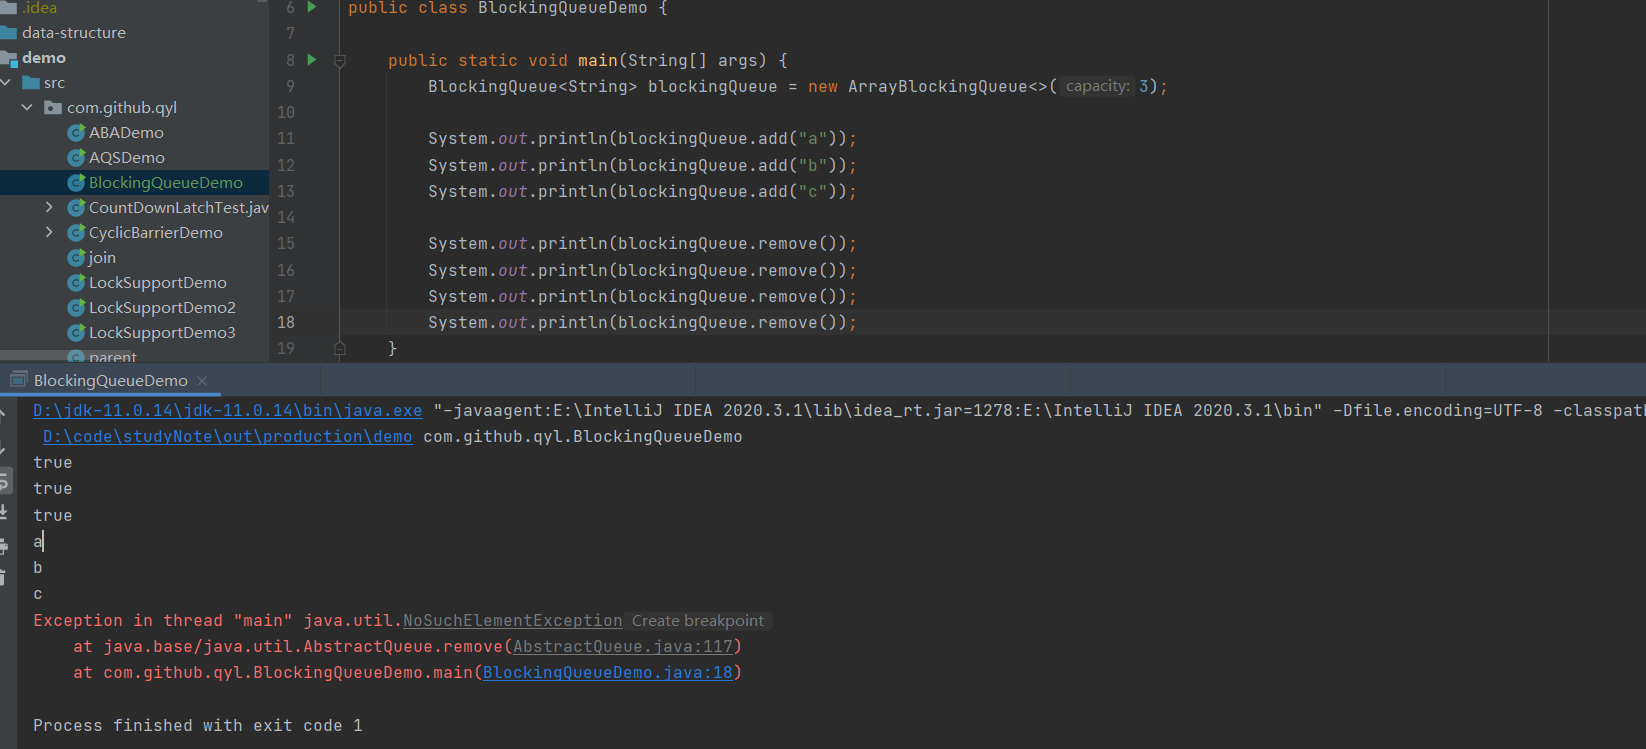 .idea
data-structure
demo
src
com.github.qyl
ABADemo
AQSDemo
BlockingQueueDemo
CountDownLatchTest.jav
CyclicBarrierDemo
join
LockSupportDemo
LockSupportDemo2
LockSupportDemo3
parent
6 public class BlockingQueueDemo {
7
8 public static void main(String[] args) {
9 BlockingQueue<String> blockingQueue = new ArrayBlockingQueue<>( capacity: 3);
10
11 System.out.println(blockingQueue.add("a"));
12 System.out.println(blockingQueue.add("b"));
13 System.out.println(blockingQueue.add("c"));
14
15 System.out.println(blockingQueue.remove());
16 System.out.println(blockingQueue.remove());
17 System.out.println(blockingQueue.remove());
18 System.out.println(blockingQueue.remove());
19 }
BlockingQueueDemo ×
D:\jdk-11.0.14\jdk-11.0.14\bin\java.exe "-javaagent:E:\IntelliJ IDEA 2020.3.1\lib\idea_rt.jar=1278:E:\IntelliJ IDEA 2020.3.1\bin" -Dfile.encoding=UTF-8 -classpath
D:\code\studyNote\out\production\demo com.github.qyl.BlockingQueueDemo
true
true
true
a
b
c
Exception in thread "main" java.util.NoSuchElementException Create breakpoint
at java.base/java.util.AbstractQueue.remove(AbstractQueue.java:117)
at com.github.qyl.BlockingQueueDemo.main(BlockingQueueDemo.java:18)
Process finished with exit code 1